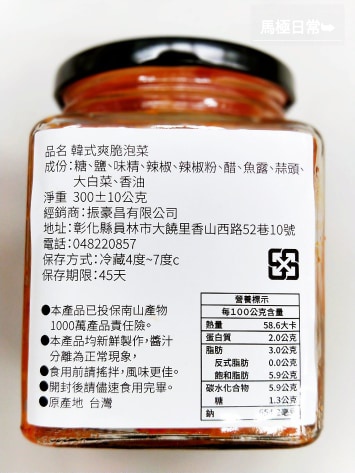 馬極日常
品名 韓式爽脆泡菜
成份:糖、鹽、味精、辣椒、辣椒粉、醋、魚露、蒜頭、
大白菜、香油
淨重 300±10公克
經銷商:振豪昌有限公司
地址:彰化縣員林市大饒里香山西路52巷10號
電話:048220857
保存方式:冷藏4度~7度c
保存期限:45天
●本產品已投保南山產物
1000萬產品責任險。
●本產品均新鮮製作,醬汁
分離為正常現象,
●食用前請搖拌,風味更佳。
●開封後請儘速食用完畢。
●原產地 台灣
營養標示
每100公克含量
熱量 58.6大卡
蛋白質 2.0公克
脂肪 3.0公克
反式脂肪 0.0公克
飽和脂肪 5.9公克
碳水化合物 5.9公克
糖 1.3公克
鈉